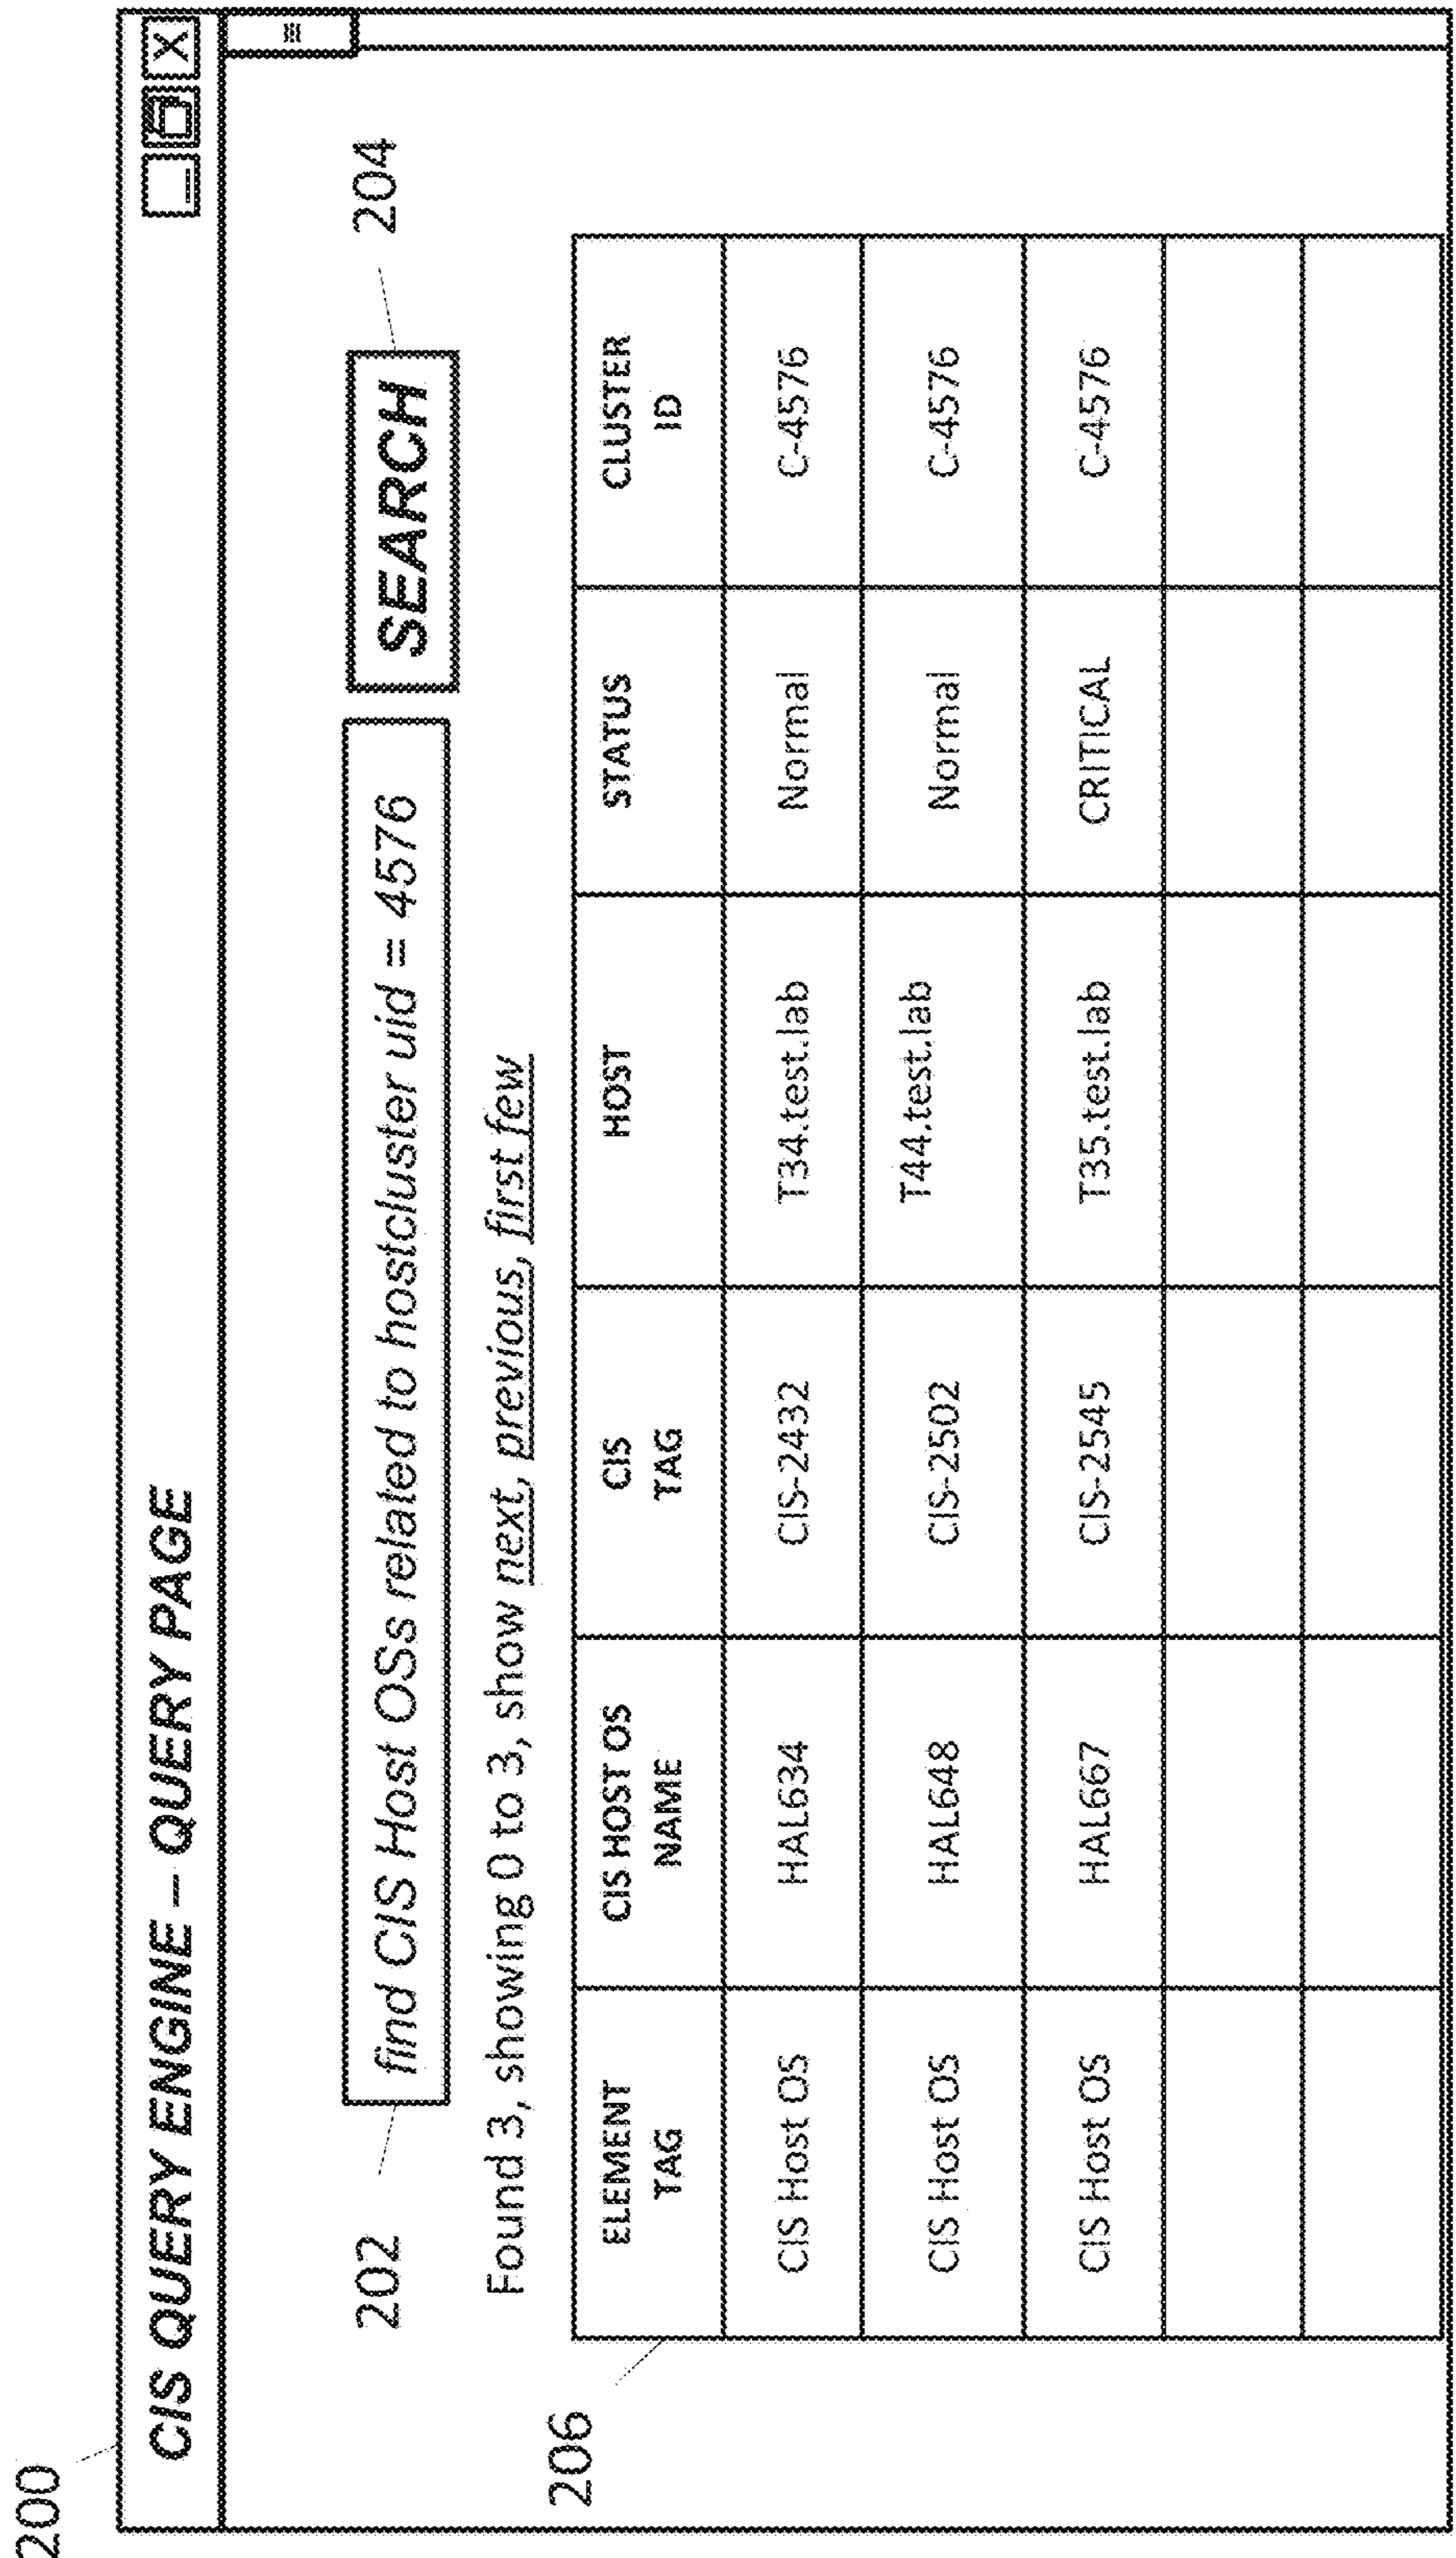 200
CIS QUERY ENGINE – QUERY PAGE
X
202
find CIS Host OSs related to hostcluster uid = 4576
SEARCH
204
Found 3, showing 0 to 3, show next, previous, first few
206
ELEMENT TAG CIS HOST OS NAME CIS TAG HOST STATUS CLUSTER ID
CIS Host OS HAL634 CIS-2432 T34.test.lab Normal C-4576
CIS Host OS HAL648 CIS-2502 T44.test.lab Normal C-4576
CIS Host OS HAL667 CIS-2545 T35.test.lab CRITICAL C-4576